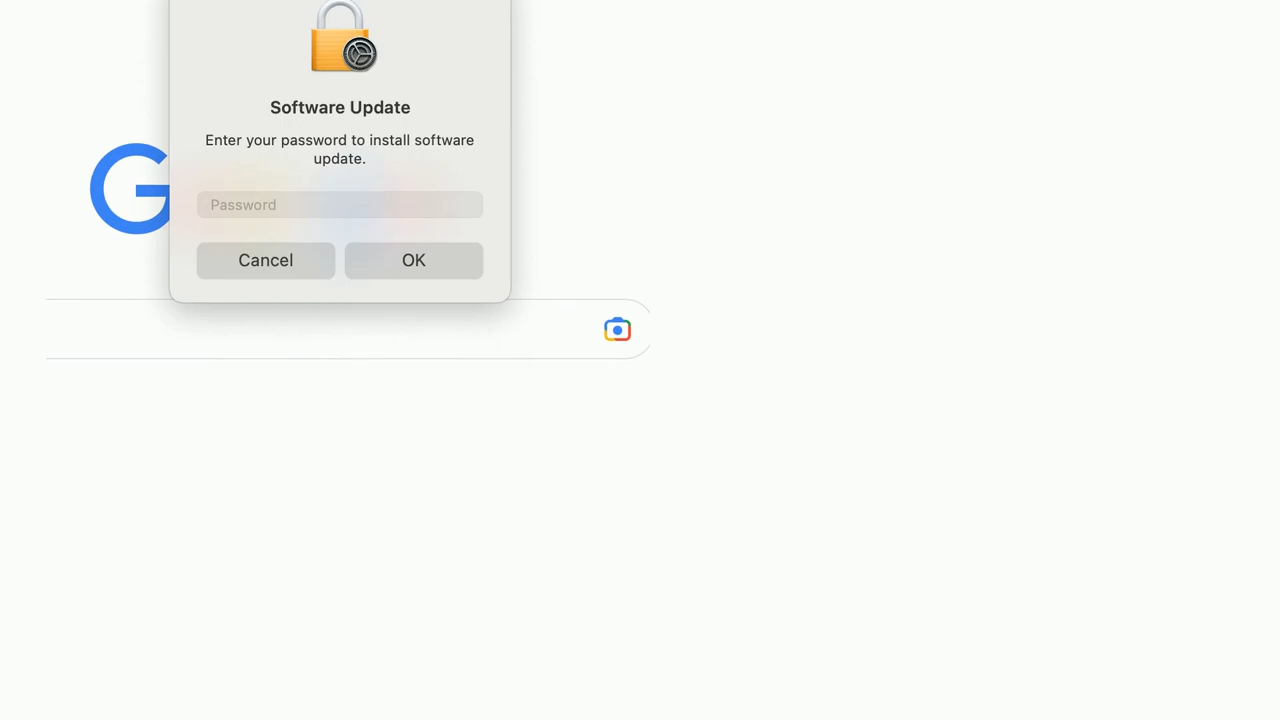 Software Update
Enter your password to install software
update.
G
Password
Cancel
OK